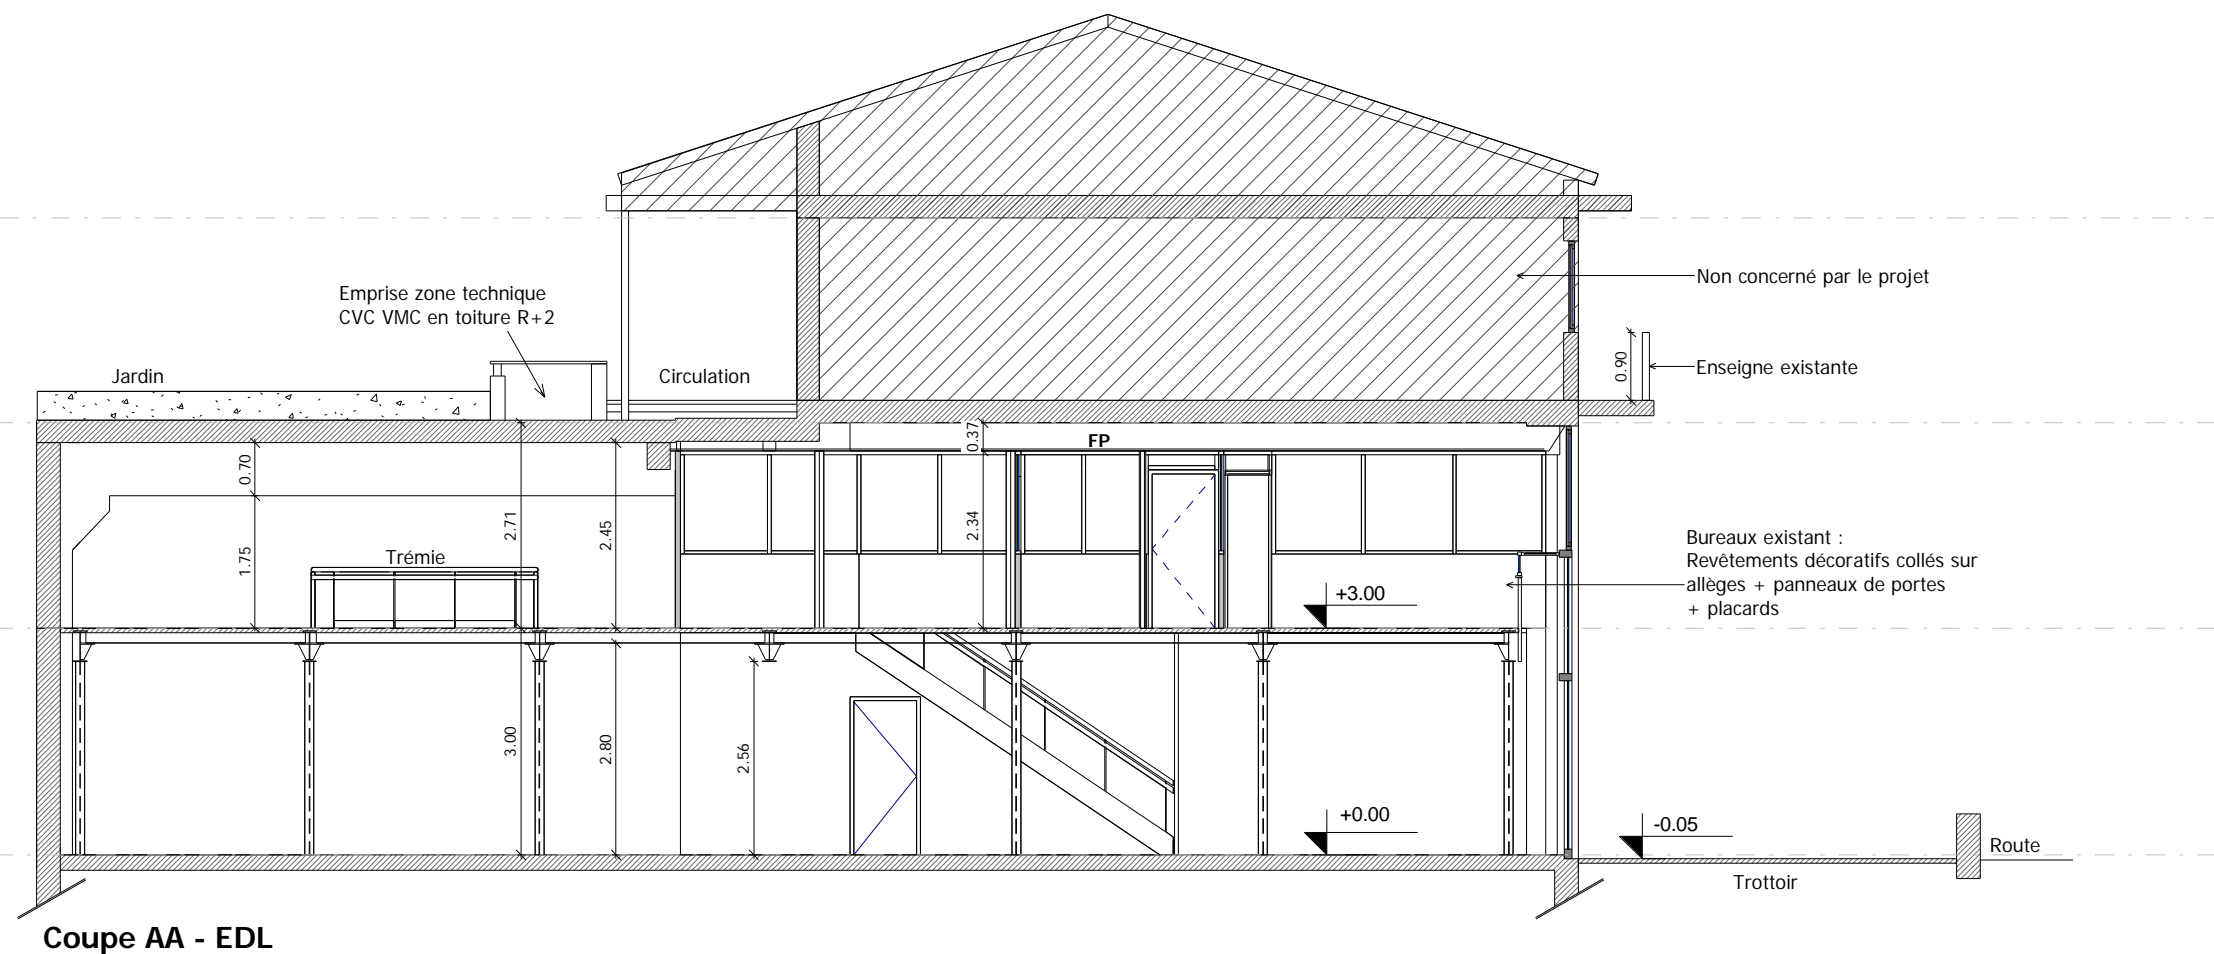 Emprise zone technique
CVC VMC en toiture R+2
Non concerné par le projet
Jardin
Circulation
0.90
Enseigne existante
FP
0.37
0.70
2.71
2.45
2.34
1.75
Trémie
Bureaux existant :
Revêtements décoratifs collés sur
allèges + panneaux de portes
+ placards
+3.00
3.00
2.80
2.56
+0.00
-0.05
Route
Trottoir
Coupe AA - EDL